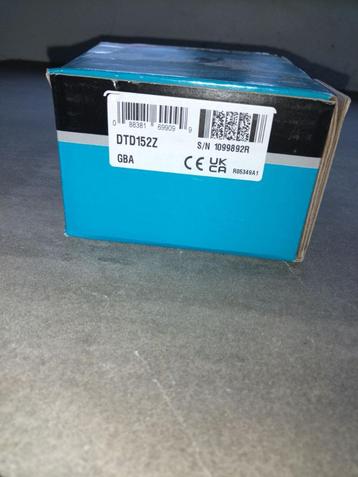 0 88381 69909 9
DTD152Z
S/N 1099892R
GBA
CE UK CA
R05349A1